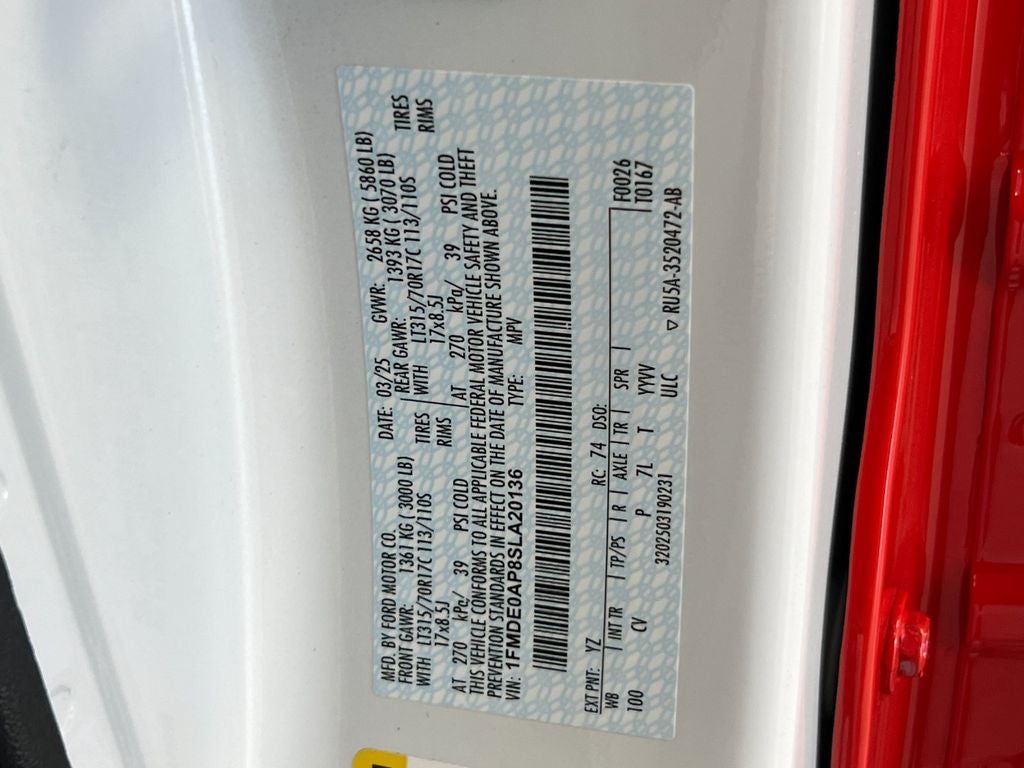 MFD. BY FORD MOTOR CO. DATE: 03/25 GVWR: 2658 KG ( 5860 LB)
FRONT GAWR: 1361 KG ( 3000 LB) REAR GAWR: 1393 KG ( 3070 LB)
WITH LT315/70R17C 113/110S TIRES WITH LT315/70R17C 113/110S TIRES
17x8.5J RIMS 17x8.5J RIMS
AT 270 kPa/ 39 PSI COLD AT 270 kPa/ 39 PSI COLD
THIS VEHICLE CONFORMS TO ALL APPLICABLE FEDERAL MOTOR VEHICLE SAFETY AND THEFT
PREVENTION STANDARDS IN EFFECT ON THE DATE OF MANUFACTURE SHOWN ABOVE.
VIN: 1FMDE0AP8SLA20136 TYPE: MPV
EXT PNT: YZ RC: 74 DSO: F0026
WB INT TR TP/PS R AXLE TR SPR T0167
100 CV P 7L T YYVV
3202503190231 ULC ▽ RU5A-3520472-AB